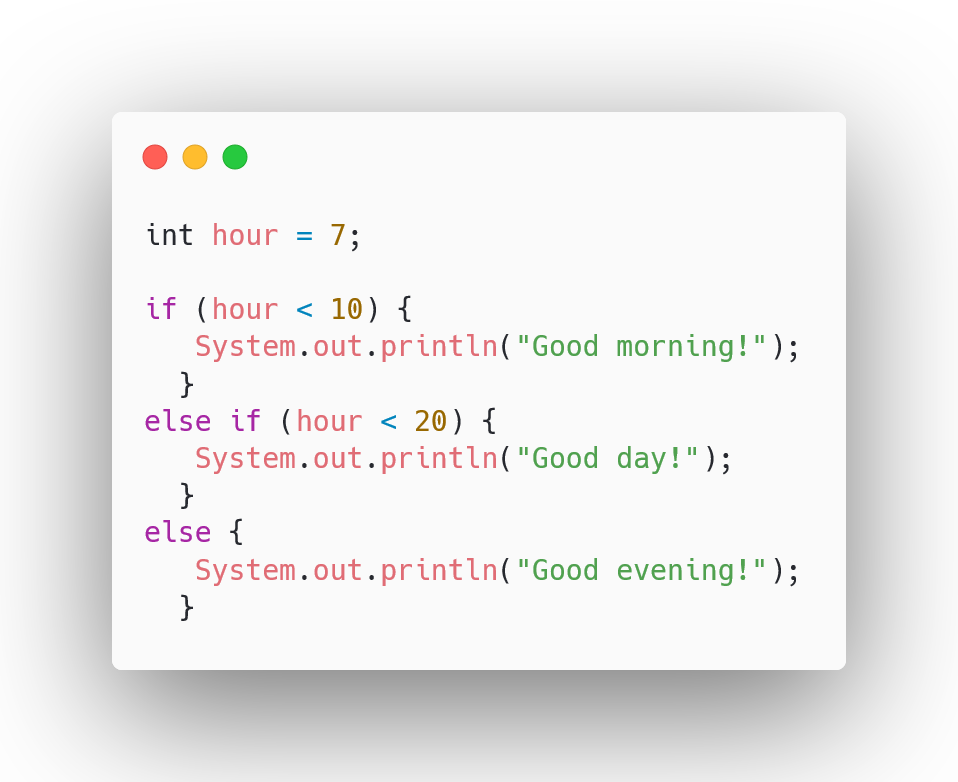 int hour = 7;

if (hour < 10) {
   System.out.println("Good morning!");
  }
else if (hour < 20) {
   System.out.println("Good day!");
  }
else {
   System.out.println("Good evening!");
  }